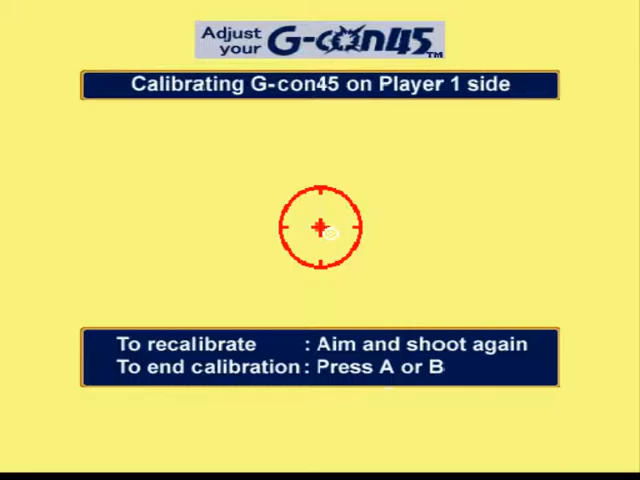 Adjust
your G-con45™
Calibrating G-con45 on Player 1 side
To recalibrate : Aim and shoot again
To end calibration : Press A or B